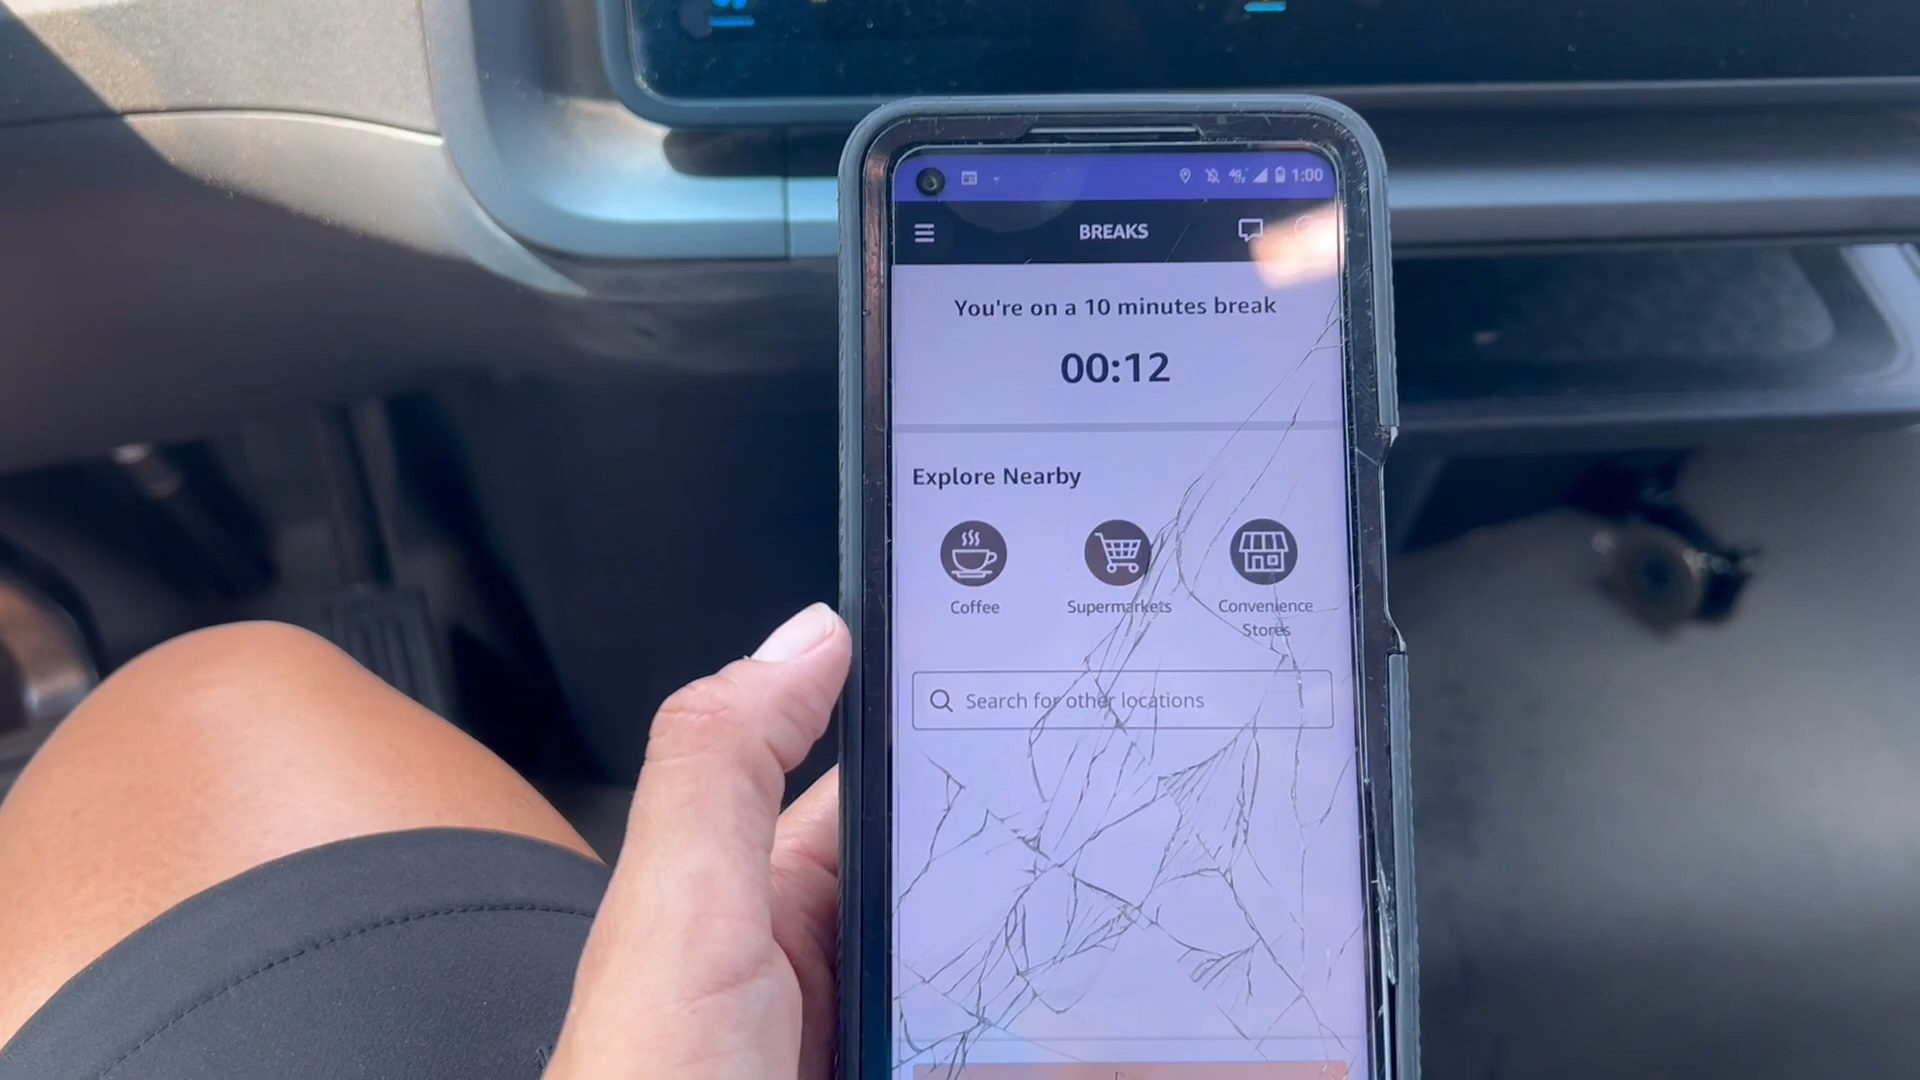 1:00
BREAKS
You're on a 10 minutes break
00:12
Explore Nearby
Coffee
Supermarkets
Convenience
Stores
Search for other locations